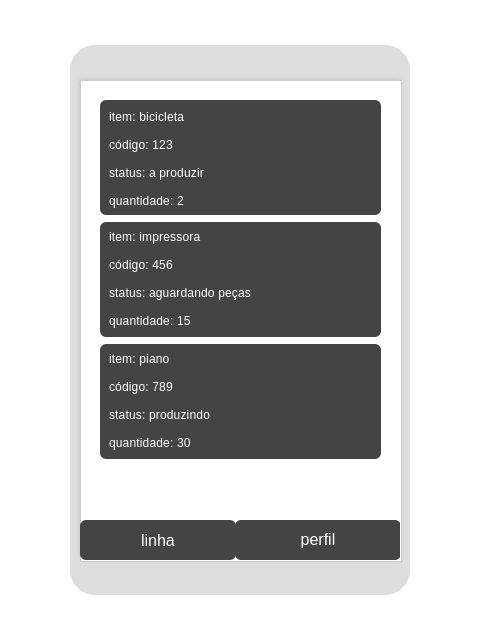 item: bicicleta
código: 123
status: a produzir
quantidade: 2
item: impressora
código: 456
status: aguardando peças
quantidade: 15
item: piano
código: 789
status: produzindo
quantidade: 30
linha
perfil